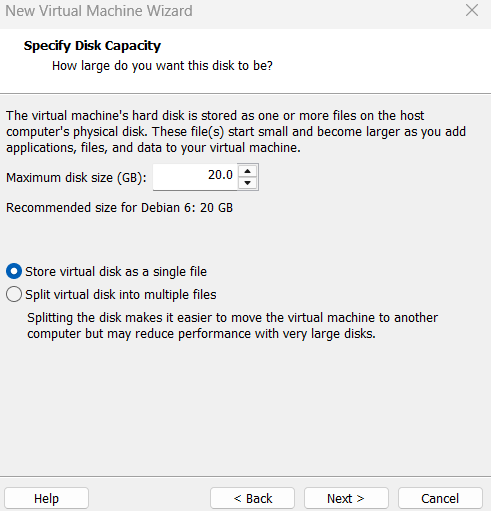 New Virtual Machine Wizard
Specify Disk Capacity
How large do you want this disk to be?
The virtual machine's hard disk is stored as one or more files on the host
computer's physical disk. These file(s) start small and become larger as you add
applications, files, and data to your virtual machine.
Maximum disk size (GB): 20.0
Recommended size for Debian 6: 20 GB
Store virtual disk as a single file
Split virtual disk into multiple files
Splitting the disk makes it easier to move the virtual machine to another
computer but may reduce performance with very large disks.
Help < Back Next > Cancel